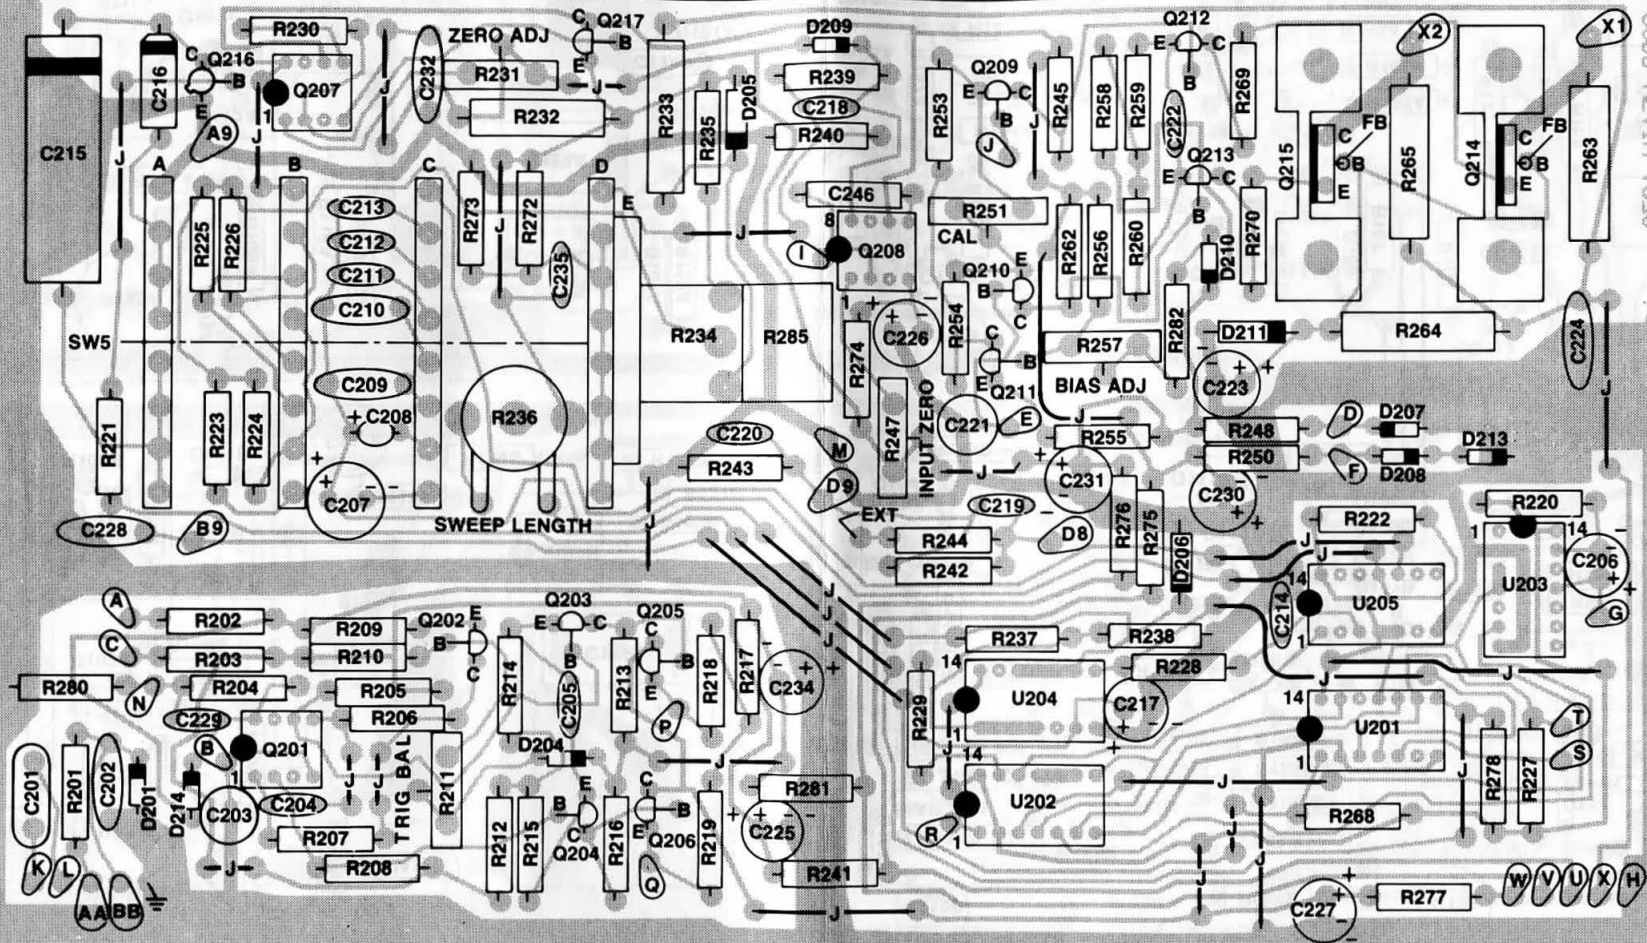 R230
ZERO ADJ
C Q217
B
E
D209
Q212
E C
B
X2
X1
C216
C Q216
B
E
Q207
1
J
C232
R231
J
R232
R233
R235
D205
R239
C218
R240
R253
Q209
E C
B
J
R245
R258
R259
C222
R269
Q215
C FB
B
E
R265
Q214
C FB
B
E
R263
C215
J
A9
J
A
B
C
D
E
Q213
E C
B
J
C213
C212
C211
C210
R225
R226
R273
J
R272
C235
J
C246
8
Q208
1
I
R251
CAL
R262
R256
R260
D210
R270
Q210
E
B
C
SW5
R234
R285
R274
+ −
+
C226
R254
C
B
E
Q211
R257
BIAS ADJ
R282
D211
−
+ +
C223
R264
C224
J
C209
+
C208
R236
R221
R223
R224
+
+ − −
C207
C220
R243
M
D9
R247
INPUT ZERO
C221
E
J
J
R255
+ +
−
C231
R248
R250
D
F
D207
D208
D213
−
−
C230
+
+
C228
B9
SWEEP LENGTH
J
EXT
R244
R242
C219
−
D8
R276
R275
D206
R222
J
J
R220
1 14
U203
−
−
C206
+
+
G
A
C
R202
R203
R209
R210
Q202
E
B
C
Q203
E C
B
Q205
C
B
E
J
J
J
R237
R238
R228
C214
14
U205
1
R280
N
R204
R205
R206
C229
R214
C205
R213
R218
R217
−
+ +
C234
P
R229
14
U204
1
C217
+ −
+
J
J
14
U201
1
T
S
C201
R201
C202
D201
D214
B
Q201
1
J
J
TRIG BAL
R211
D204
J
J
14
U202
1
J
J
R278
R227
C203
C204
R207
R208
J
R212
R215
E
B
C
Q204
R216
C
B
E
Q206
R219
R281
+ −
+ −
C225
R
R268
J
J
J
K
L
AA
BB
Q
R241
J
+
+ −
−
C227
R277
W
V
U
X
H